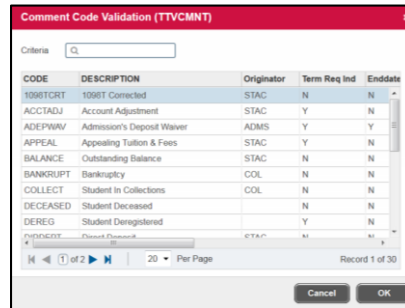 Comment Code Validation (TTVCMNT)
Criteria
CODE DESCRIPTION Originator Term Req Ind Enddate
1098TCRT 1098T Corrected STAC N N
ACCTADJ Account Adjustment STAC Y N
ADEPWAV Admission's Deposit Waiver ADMS Y Y
APPEAL Appealing Tuition & Fees STAC Y N
BALANCE Outstanding Balance STAC N N
BANKRUPT Bankruptcy COL N N
COLLECT Student In Collections COL N N
DECEASED Student Deceased N N
DEREG Student Deregistered Y N
Direct Deposit STAC N N
1 of 2 20 Per Page Record 1 of 30
Cancel OK